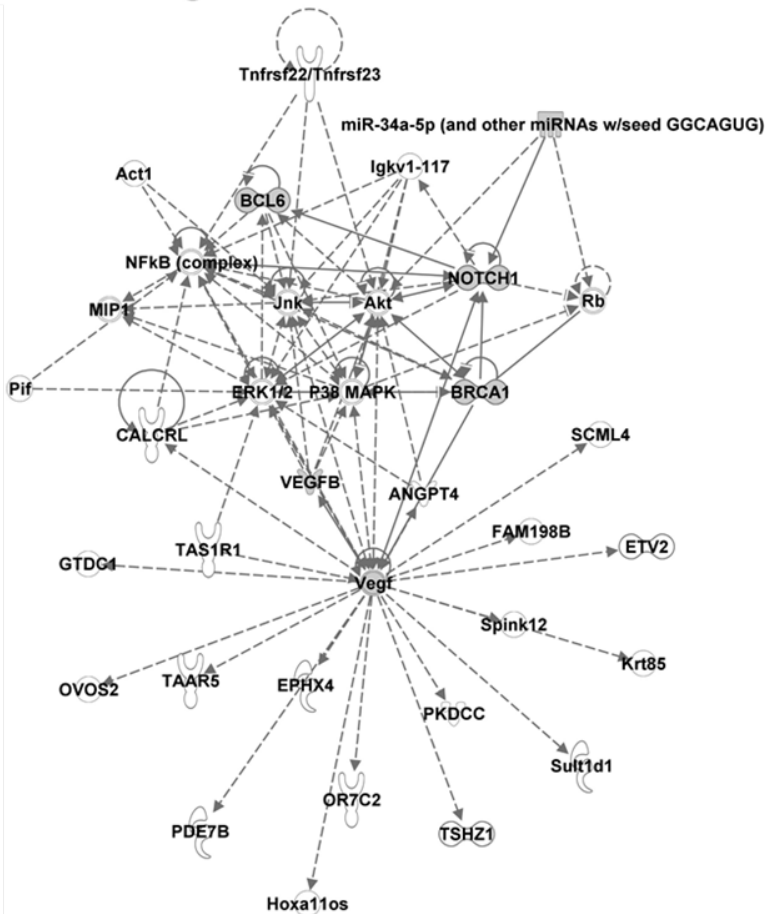 Tnfrsf22/Tnfrsf23
miR-34a-5p (and other miRNAs w/seed GGCAGUG)
Act1
Igkv1-117
BCL6
NFkB (complex)
NOTCH1
MIP1
Jnk
Akt
Rb
Pif
ERK1/2
P38 MAPK
BRCA1
CALCRL
SCML4
VEGFB
ANGPT4
FAM198B
TAS1R1
ETV2
GTDC1
Vegf
Spink12
Krt85
OVOS2
TAAR5
EPHX4
PKDCC
Sult1d1
OR7C2
PDE7B
TSHZ1
Hoxa11os